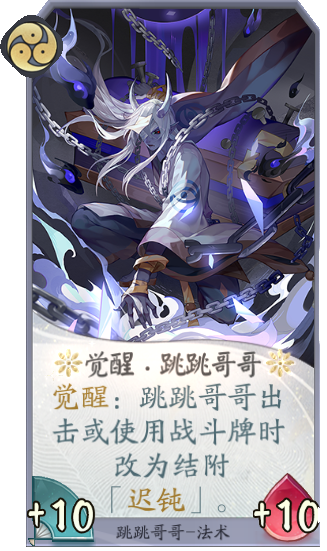 觉醒·跳跳哥哥
觉醒：跳跳哥哥出
击或使用战斗牌时
改为结附
「迟钝」。
+10
+10
跳跳哥哥-法术